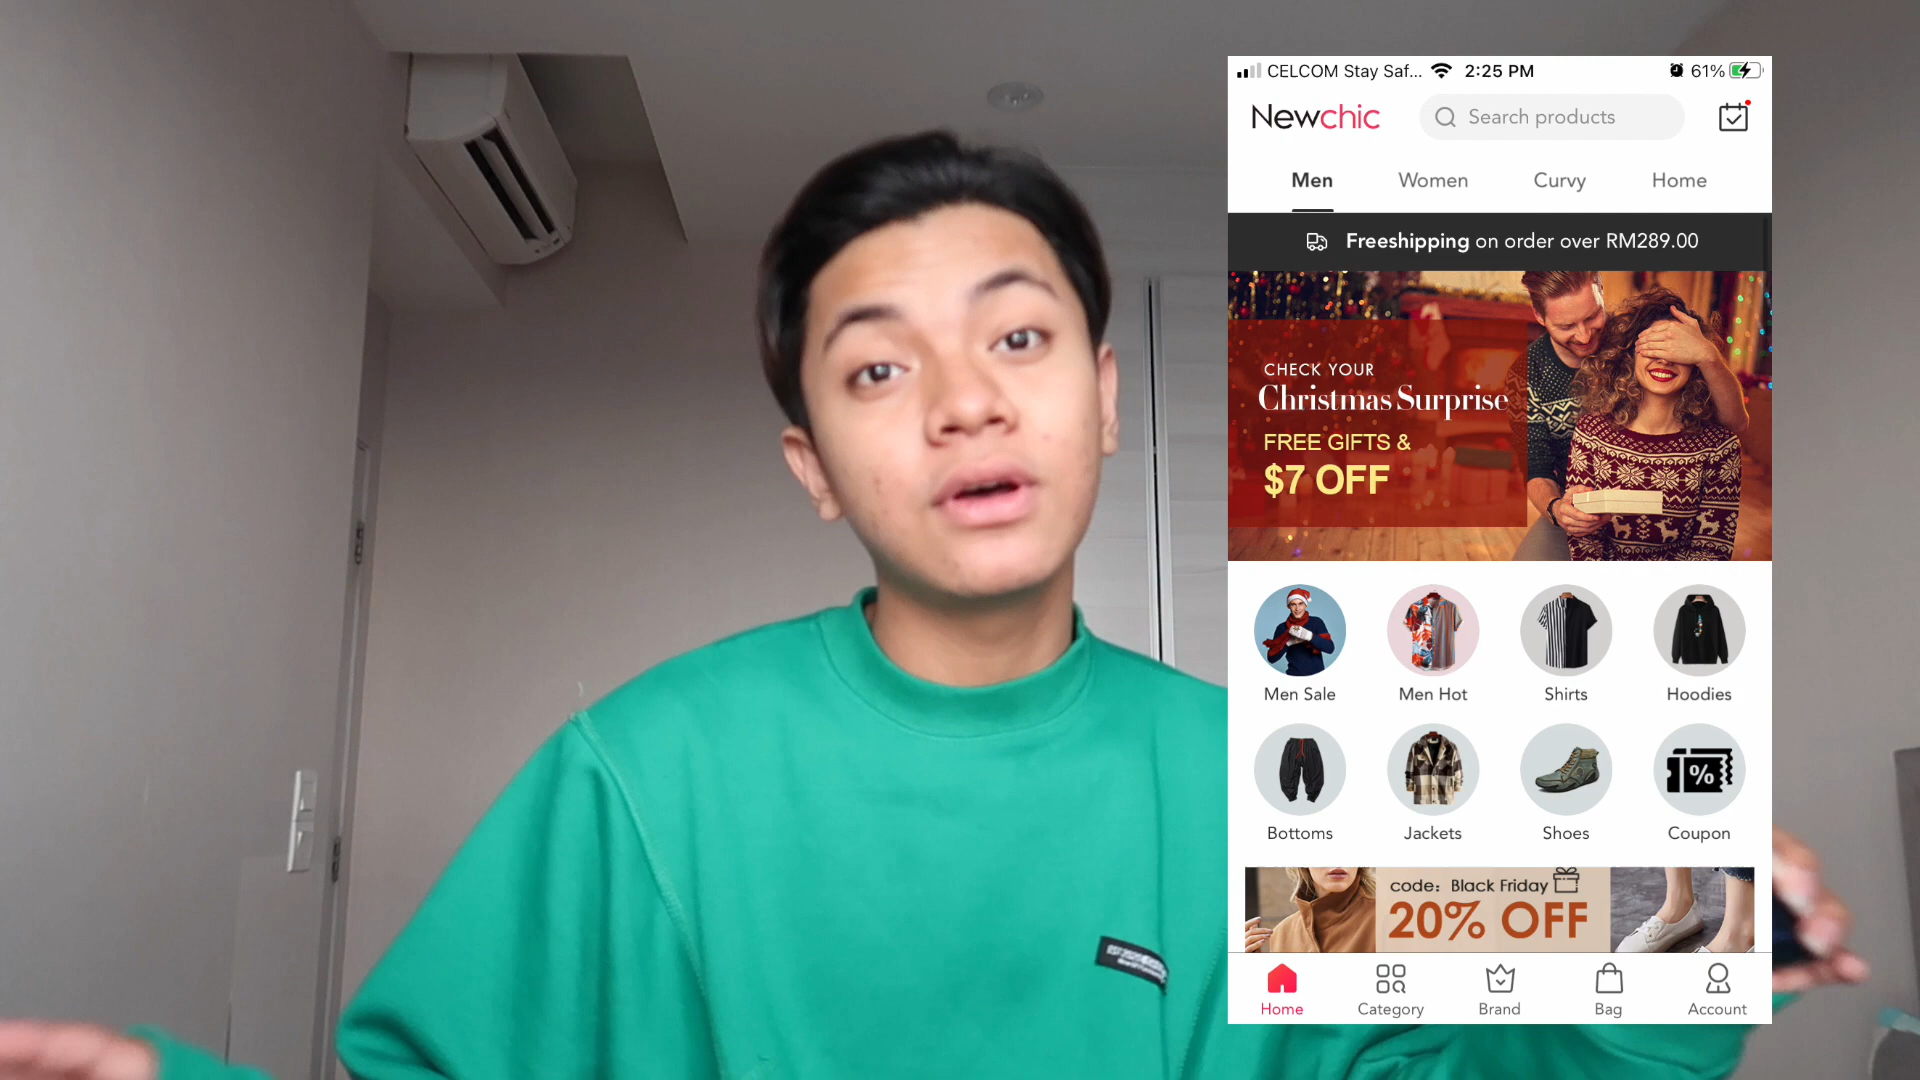 CELCOM Stay Saf... 2:25 PM 61%
Newchic Search products
Men Women Curvy Home
Freeshipping on order over RM289.00
CHECK YOUR
Christmas Surprise
FREE GIFTS &
$7 OFF
Men Sale Men Hot Shirts Hoodies
%
Bottoms Jackets Shoes Coupon
code: Black Friday
20% OFF
Home Category Brand Bag Account